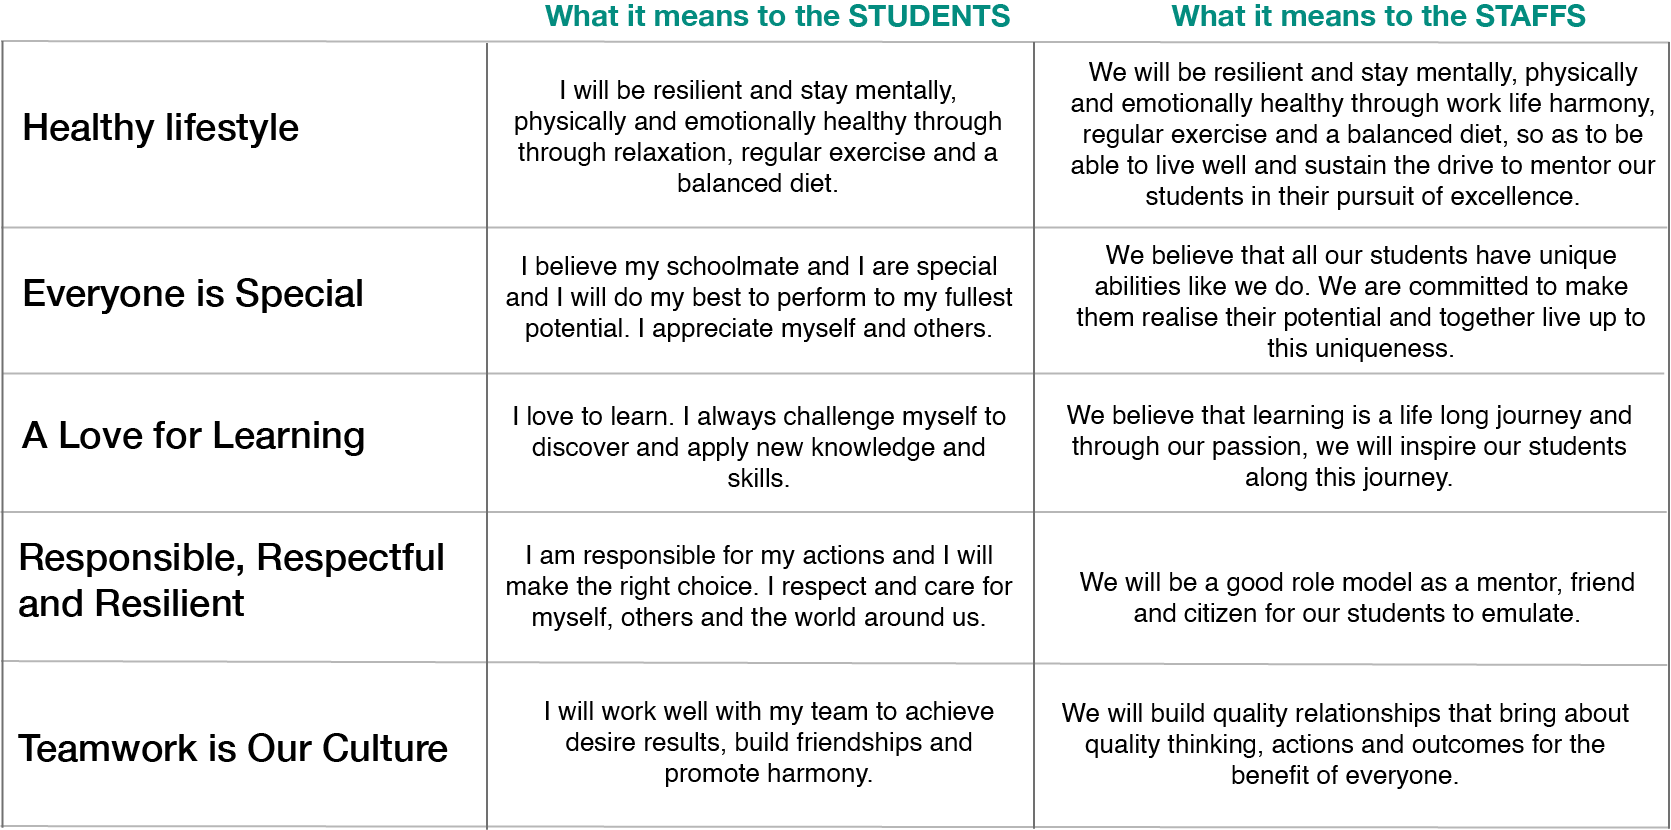 What it means to the STUDENTS
What it means to the STAFFS
Healthy lifestyle
I will be resilient and stay mentally,
physically and emotionally healthy through
through relaxation, regular exercise and a
balanced diet.
We will be resilient and stay mentally, physically
and emotionally healthy through work life harmony,
regular exercise and a balanced diet, so as to be
able to live well and sustain the drive to mentor our
students in their pursuit of excellence.
Everyone is Special
I believe my schoolmate and I are special
and I will do my best to perform to my fullest
potential. I appreciate myself and others.
We believe that all our students have unique
abilities like we do. We are committed to make
them realise their potential and together live up to
this uniqueness.
A Love for Learning
I love to learn. I always challenge myself to
discover and apply new knowledge and
skills.
We believe that learning is a life long journey and
through our passion, we will inspire our students
along this journey.
Responsible, Respectful
and Resilient
I am responsible for my actions and I will
make the right choice. I respect and care for
myself, others and the world around us.
We will be a good role model as a mentor, friend
and citizen for our students to emulate.
Teamwork is Our Culture
I will work well with my team to achieve
desire results, build friendships and
promote harmony.
We will build quality relationships that bring about
quality thinking, actions and outcomes for the
benefit of everyone.